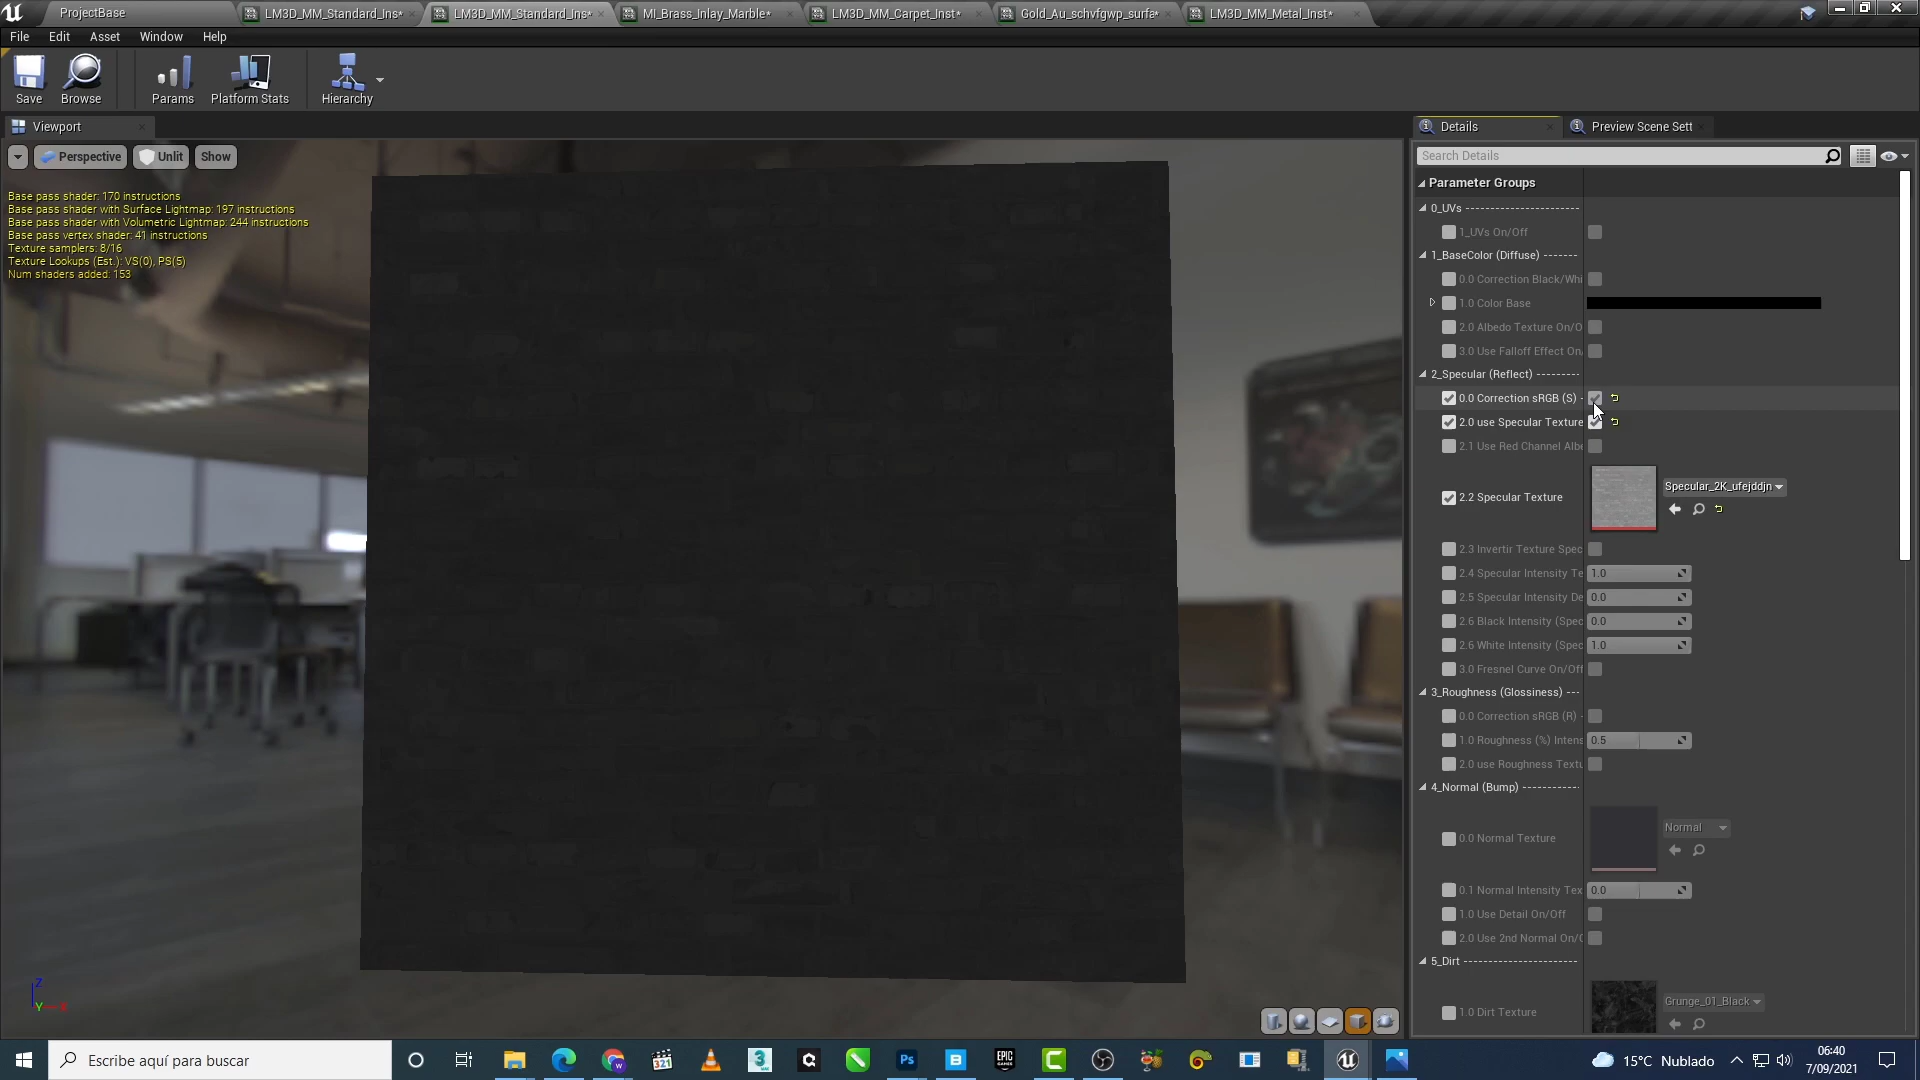 ProjectBase
LM3D_MM_Standard_Ins*
LM3D_MM_Standard_Ins*
MI_Brass_Inlay_Marble*
LM3D_MM_Carpet_Inst*
Gold_Au_schvfgwp_surfa*
LM3D_MM_Metal_Inst*
File Edit Asset Window Help
Save
Browse
Params
Platform Stats
Hierarchy
Viewport
Details
Preview Scene Sett
Perspective
Unlit
Show
Search Details
Base pass shader: 170 instructions
Base pass shader with Surface Lightmap: 197 instructions
Base pass shader with Volumetric Lightmap: 244 instructions
Base pass vertex shader: 41 instructions
Texture samplers: 8/16
Texture Lookups (Est.): VS(0), PS(5)
Num shaders added: 153
Parameter Groups
0_UVs
1_UVs On/Off
1_BaseColor (Diffuse)
0.0 Correction Black/Whi
1.0 Color Base
2.0 Albedo Texture On/O
3.0 Use Falloff Effect On
2_Specular (Reflect)
0.0 Correction sRGB (S) -
2.0 use Specular Texture
2.1 Use Red Channel Albe
2.2 Specular Texture
Specular_2K_ufejddjn
2.3 Invertir Texture Spec
2.4 Specular Intensity Te 1.0
2.5 Specular Intensity De 0.0
2.6 Black Intensity (Spec 0.0
2.6 White Intensity (Spec 1.0
3.0 Fresnel Curve On/Off
3_Roughness (Glossiness)
0.0 Correction sRGB (R) -
1.0 Roughness (%) Intens 0.5
2.0 use Roughness Textu
4_Normal (Bump)
0.0 Normal Texture
Normal
0.1 Normal Intensity Tex 0.0
1.0 Use Detail On/Off
2.0 Use 2nd Normal On/O
5_Dirt
1.0 Dirt Texture
Grunge_01_Black
Z
Y
Escribe aquí para buscar
321
3
Ps
B
EPIC
GAMES
C
15°C Nublado
06:40
7/09/2021